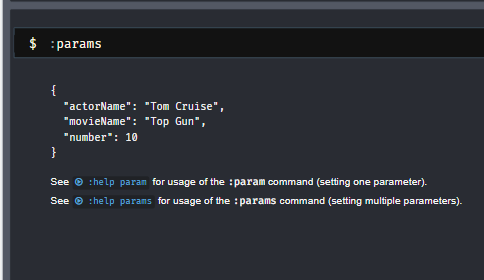 $ :params
{
"actorName": "Tom Cruise",
"movieName": "Top Gun",
"number": 10
}
See :help param for usage of the :param command (setting one parameter).
See :help params for usage of the :params command (setting multiple parameters).